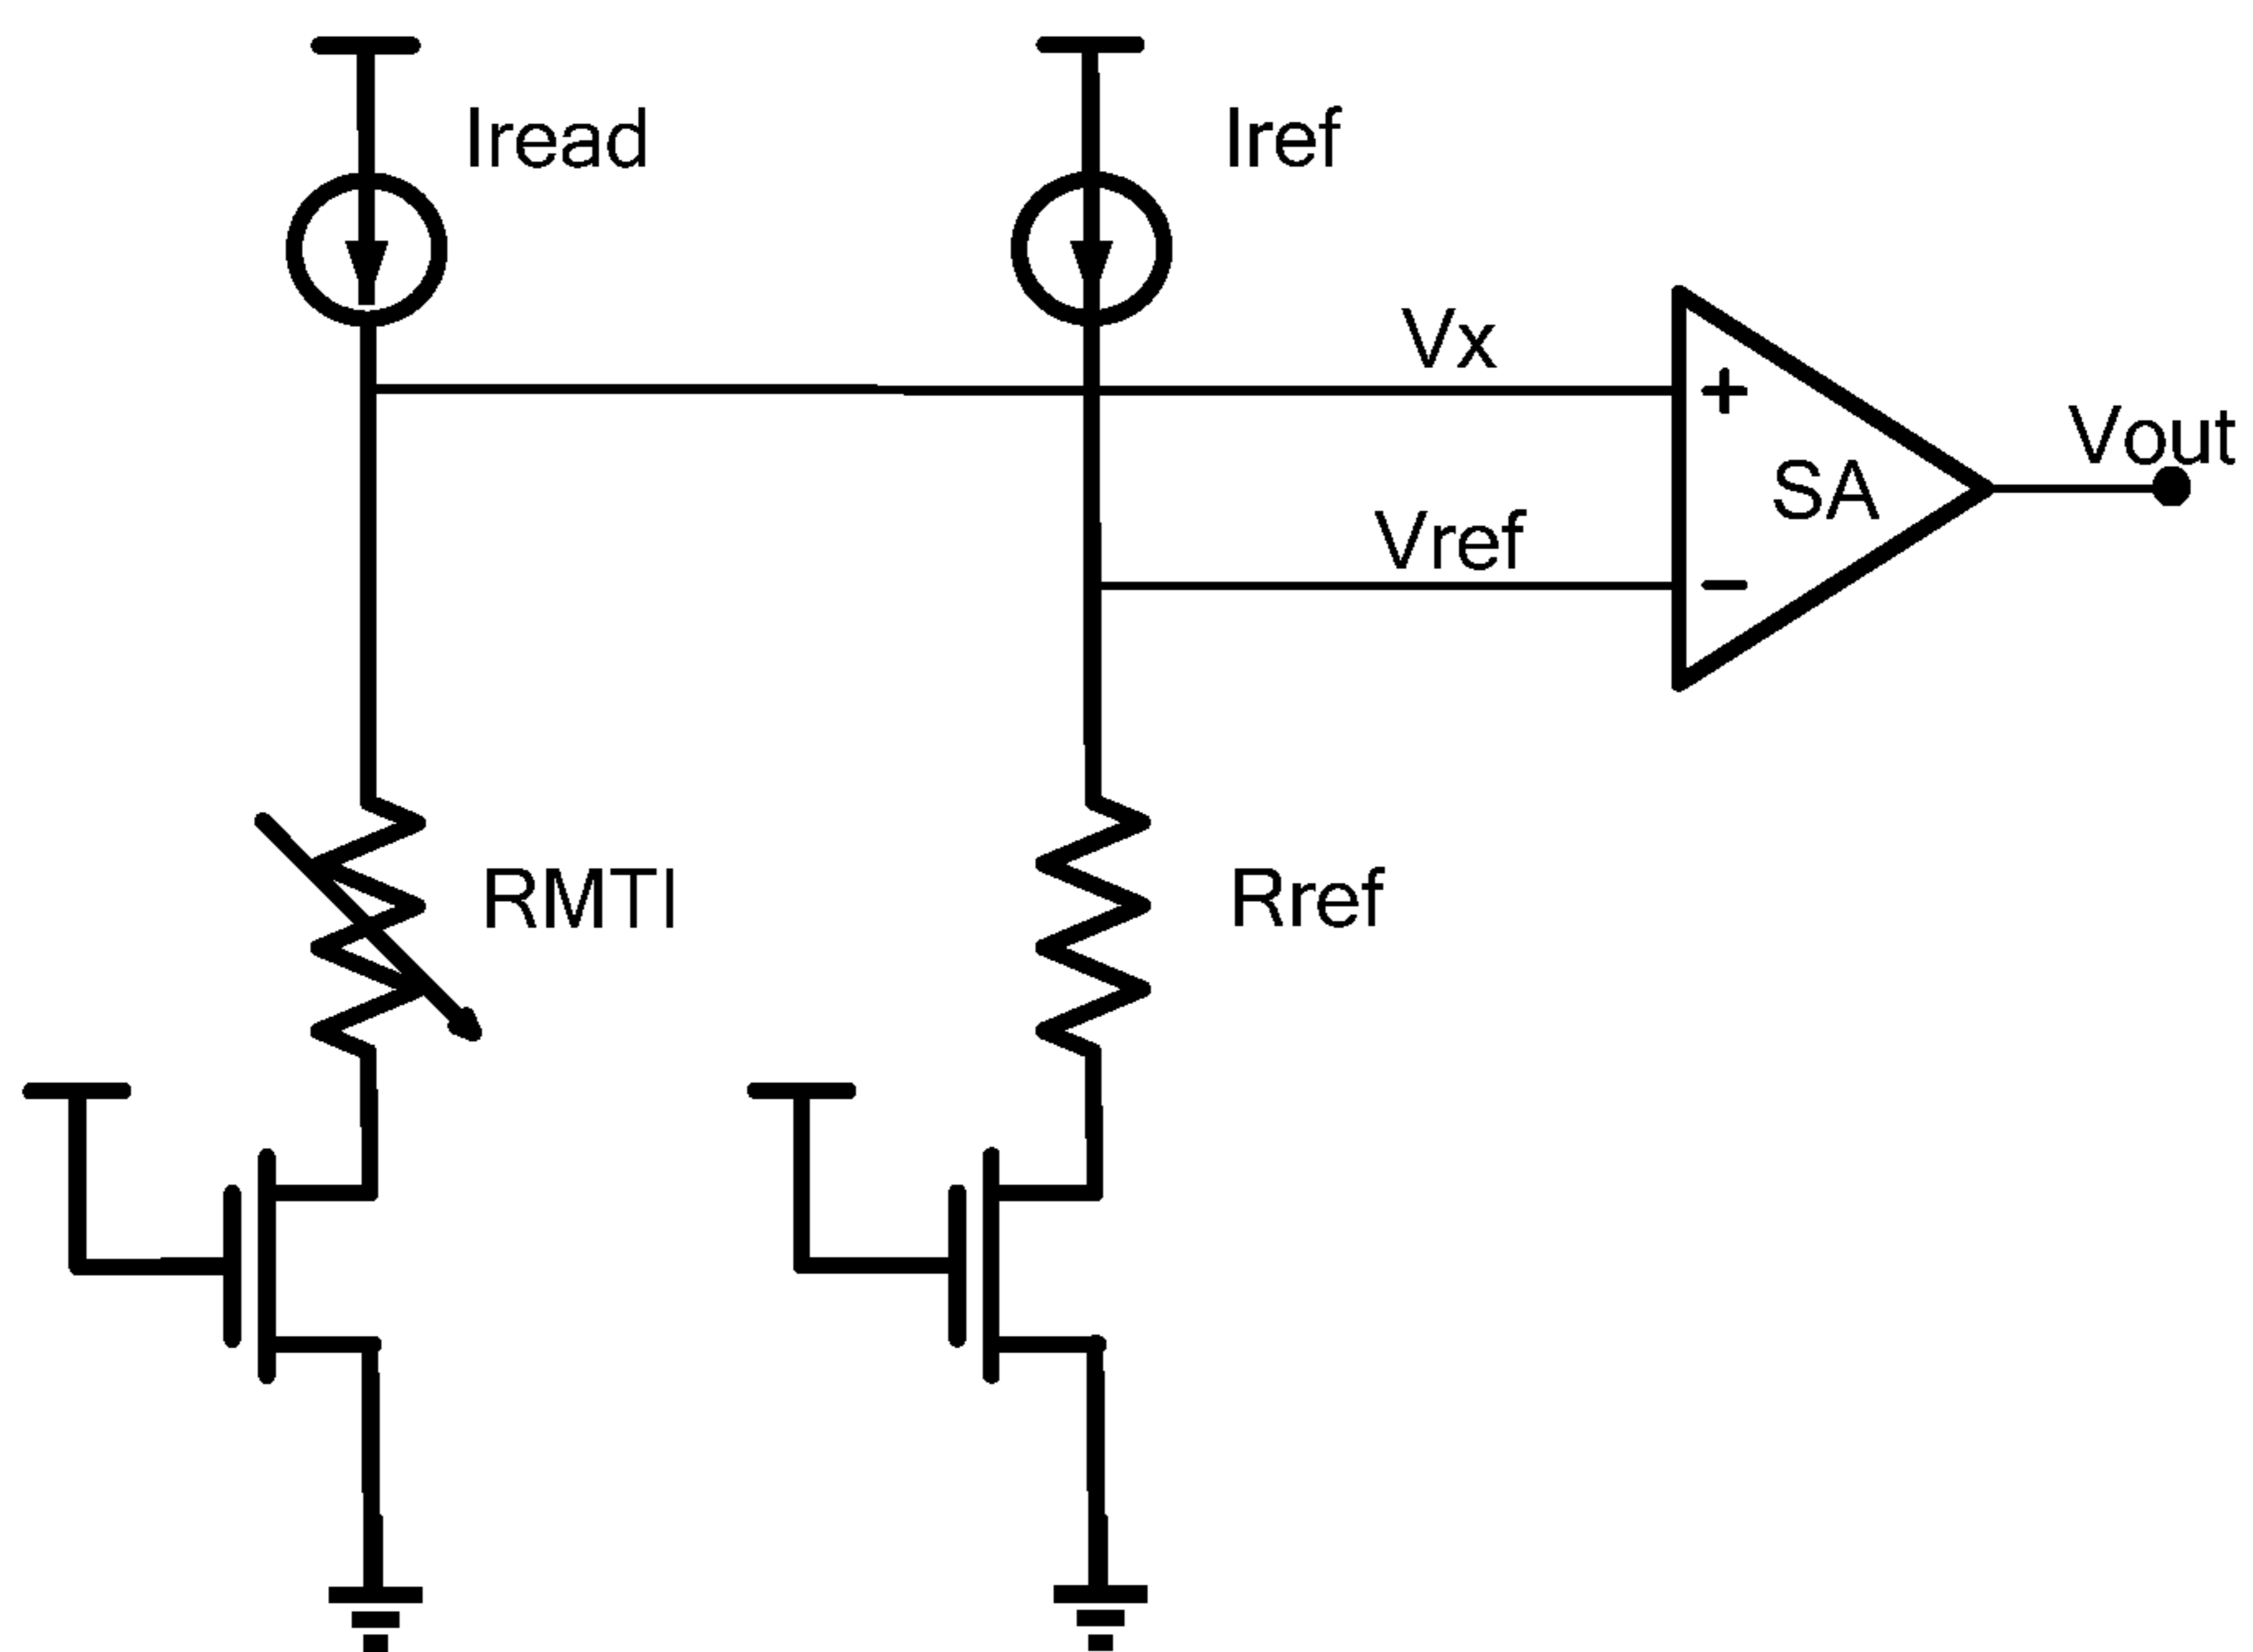 Iread
Iref
Vx
+
Vout
SA
Vref
−
RMTI
Rref